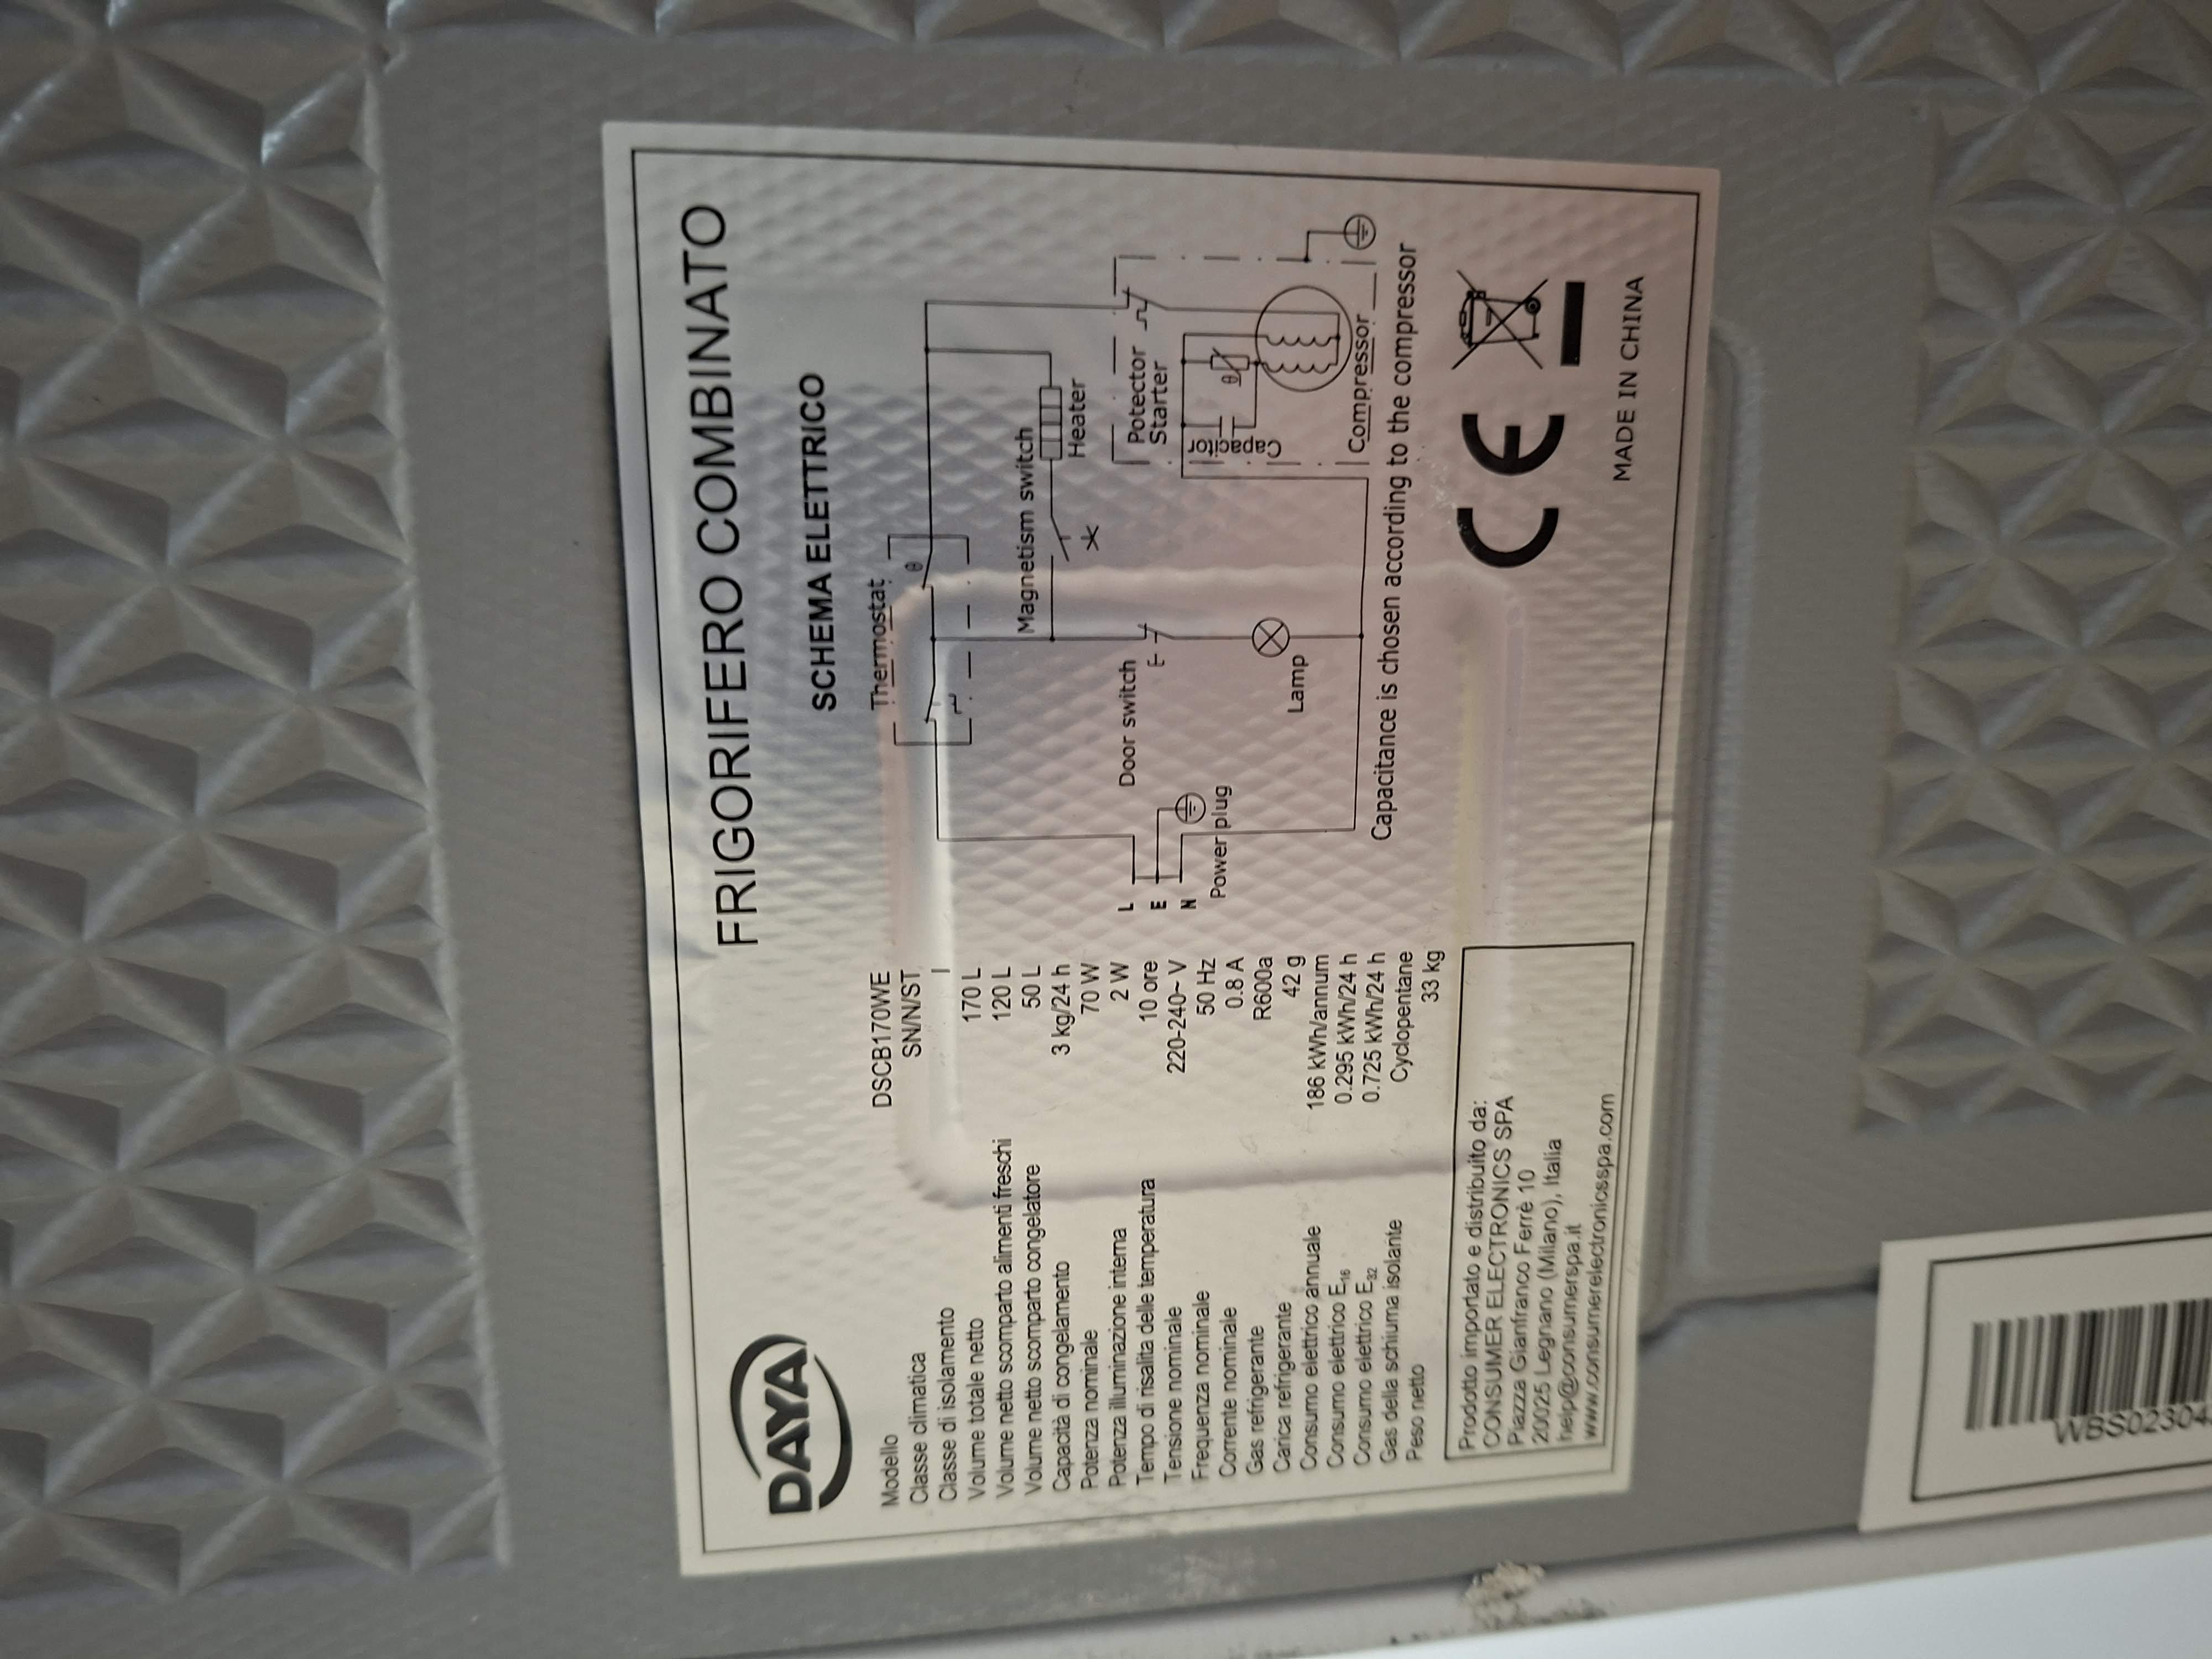 DAYA
FRIGORIFERO COMBINATO
Modello DSCB170WE
Classe climatica SN/N/ST
Classe di isolamento I
Volume totale netto 170 L
Volume netto scomparto alimenti freschi 120 L
Volume netto scomparto congelatore 50 L
Capacità di congelamento 3 kg/24 h
Potenza nominale 70 W
Potenza illuminazione interna 2 W
Tempo di risalita delle temperatura 10 ore
Tensione nominale 220-240~ V
Frequenza nominale 50 Hz
Corrente nominale 0.8 A
Gas refrigerante R600a
Carica refrigerante 42 g
Consumo elettrico annuale 186 kWh/annum
Consumo elettrico E16 0.295 kWh/24 h
Consumo elettrico E32 0.725 kWh/24 h
Gas della schiuma isolante Cyclopentane
Peso netto 33 kg
Prodotto importato e distribuito da:
CONSUMER ELECTRONICS SPA
Piazza Gianfranco Ferrè 10
20025 Legnano (Milano), Italia
help@consumerspa.it
www.consumerelectronicsspa.com
SCHEMA ELETTRICO
Thermostat
θ
Magnetism switch
Heater
Door switch
Potector
Starter
L
E
N
Power plug
Capacitor
θ
Lamp
Compressor
Capacitance is chosen according to the compressor
CE
MADE IN CHINA
WBS02304